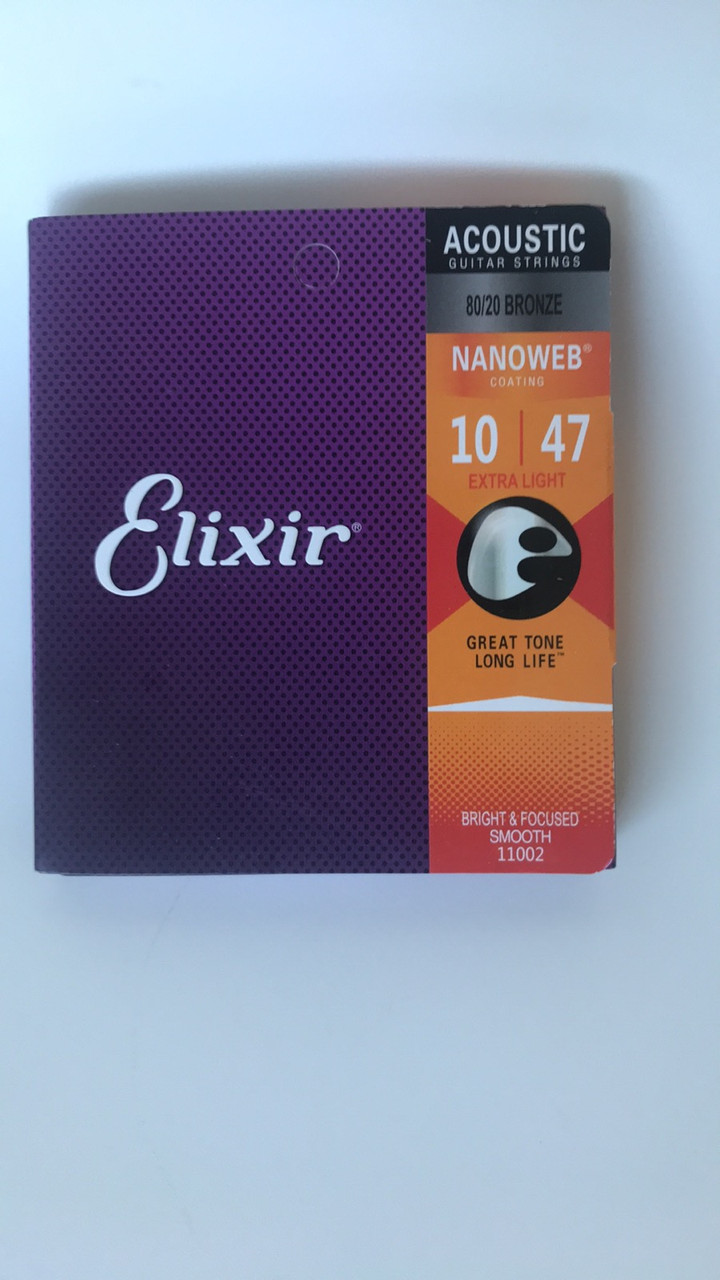 Elixir®
ACOUSTIC
GUITAR STRINGS
80/20 BRONZE
NANOWEB®
COATING
10 | 47
EXTRA LIGHT
GREAT TONE
LONG LIFE™
BRIGHT & FOCUSED
SMOOTH
11002